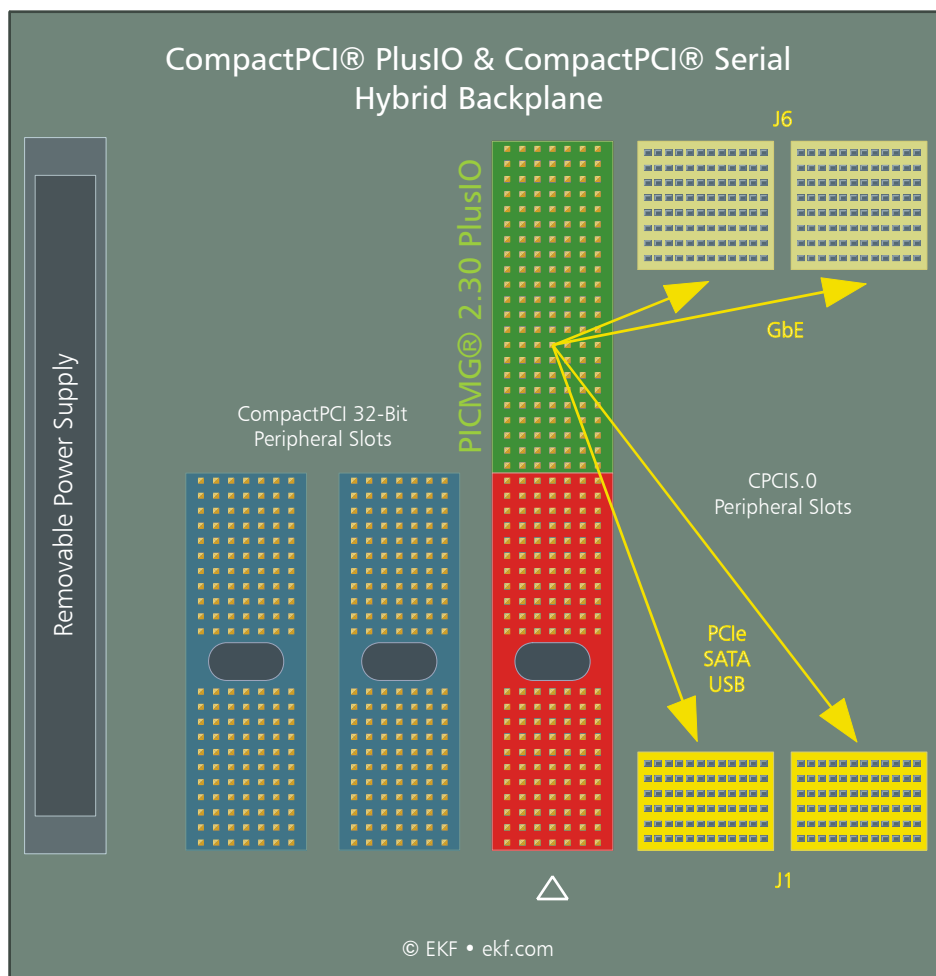 CompactPCI® PlusIO & CompactPCI® Serial
Hybrid Backplane
J6
PICMG® 2.30 PlusIO
GbE
Removable Power Supply
CompactPCI 32-Bit
Peripheral Slots
CPCIS.0
Peripheral Slots
PCIe
SATA
USB
J1
© EKF • ekf.com